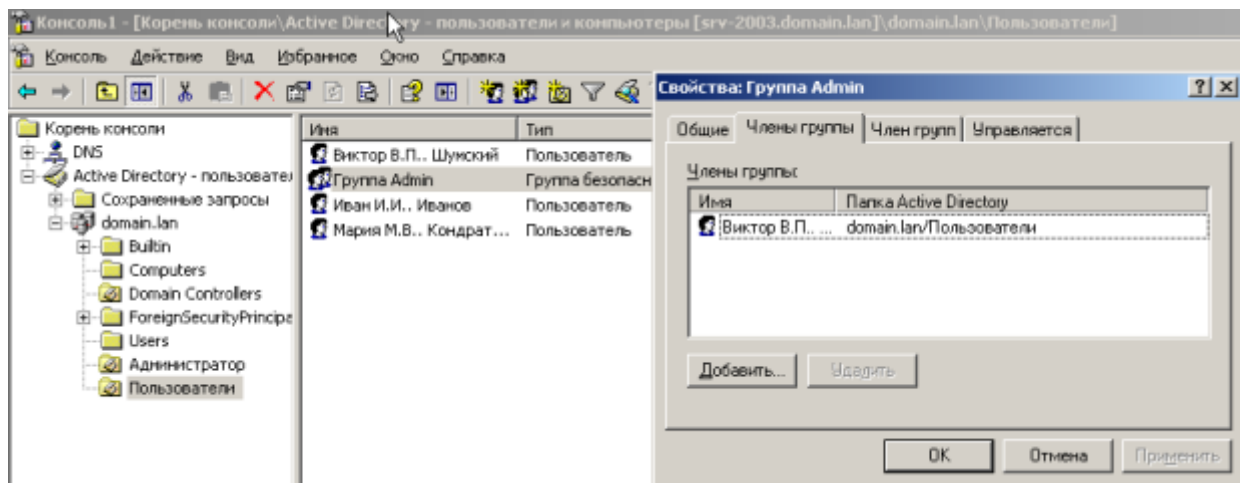 Консоль1 - [Корень консоли\Active Directory - пользователи и компьютеры [srv-2003.domain.lan]\domain.lan\Пользователи]
Консоль Действие Вид Избранное Окно Справка
Свойства: Группа Admin
Общие Члены группы Член групп Управляется
Члены группы:
Имя Папка Active Directory
Виктор В.П.. ... domain.lan/Пользователи
Добавить... Удалить
OK Отмена Применить
Корень консоли
DNS
Active Directory - пользовател
Сохраненные запросы
domain.lan
Builtin
Computers
Domain Controllers
ForeignSecurityPrincipa
Users
Администратор
Пользователи
Имя Тип
Виктор В.П.. Шумский Пользователь
Группа Admin Группа безопасн
Иван И.И.. Иванов Пользователь
Мария М.В.. Кондрат... Пользователь